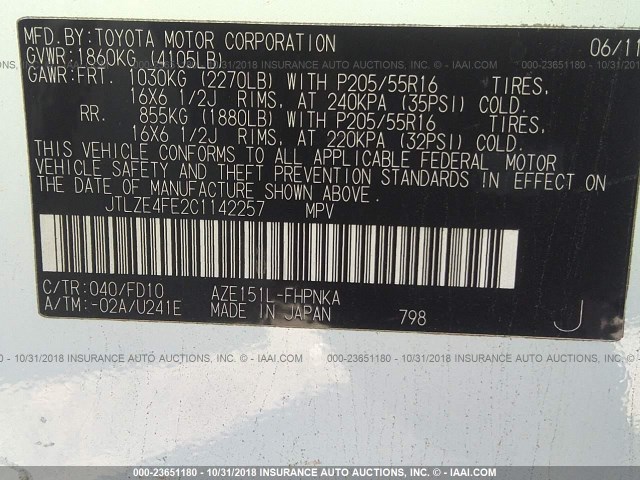 MFD.BY:TOYOTA MOTOR CORPORATION 06/11
GVWR:1860KG (4105LB)
GAWR:FRT. 1030KG (2270LB) WITH P205/55R16 TIRES,
16X6 1/2J RIMS, AT 240KPA (35PSI) COLD.
RR. 855KG (1880LB) WITH P205/55R16 TIRES,
16X6 1/2J RIMS, AT 220KPA (32PSI) COLD.
THIS VEHICLE CONFORMS TO ALL APPLICABLE FEDERAL MOTOR
VEHICLE SAFETY AND THEFT PREVENTION STANDARDS IN EFFECT ON
THE DATE OF MANUFACTURE SHOWN ABOVE.
JTLZE4FE2C1142257 MPV
C/TR:040/FD10 AZE151L-FHPNKA
A/TM:-02A/U241E MADE IN JAPAN 798 J
000-23651180 - 10/31/2018 INSURANCE AUTO AUCTIONS © - IAAI.COM